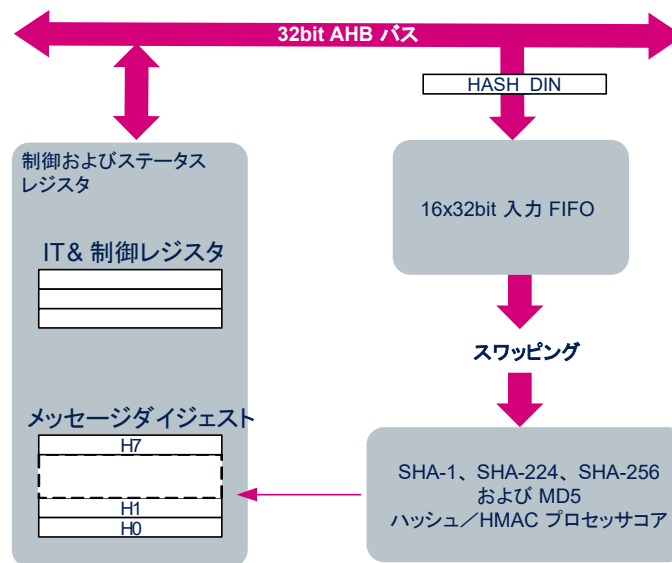 32bit AHB バス
HASH_DIN
制御およびステータス
レジスタ
16x32bit 入力 FIFO
IT& 制御レジスタ
スワッピング
メッセージダイジェスト
H7
H1
H0
SHA-1、SHA-224、SHA-256
および MD5
ハッシュ／HMAC プロセッサコア